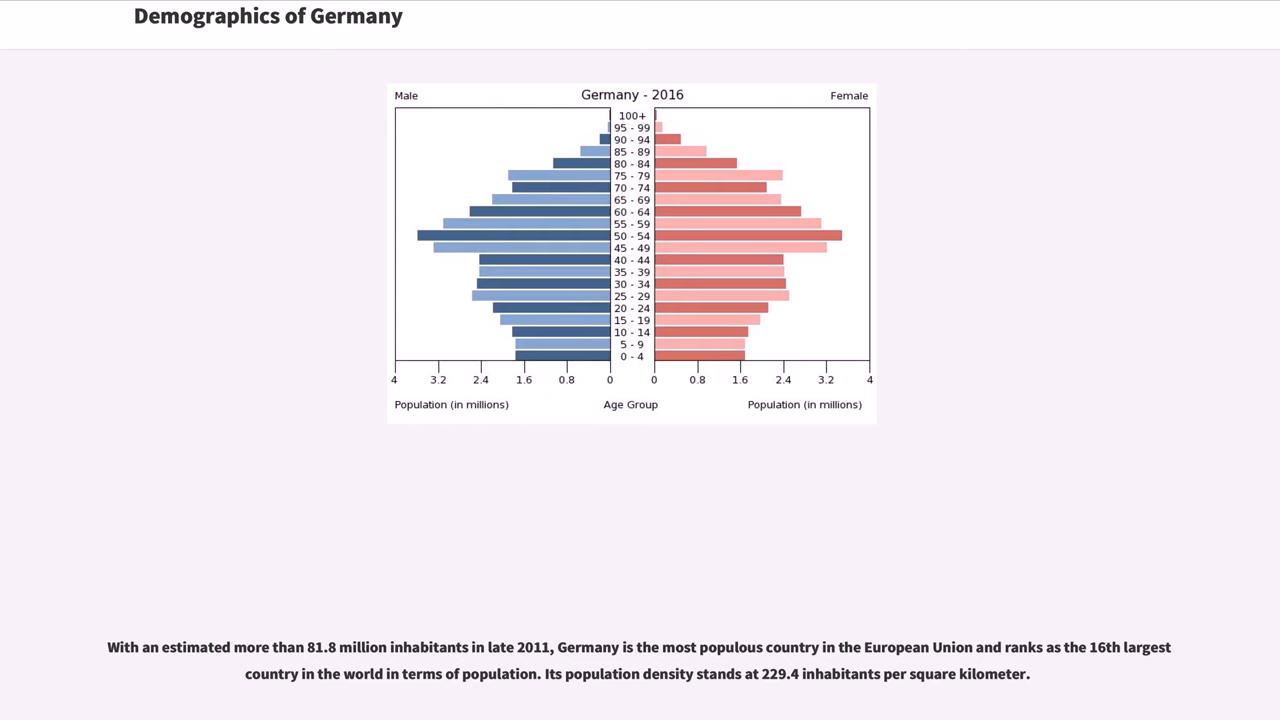 Demographics of Germany
Male Germany - 2016 Female
100+
95 - 99
90 - 94
85 - 89
80 - 84
75 - 79
70 - 74
65 - 69
60 - 64
55 - 59
50 - 54
45 - 49
40 - 44
35 - 39
30 - 34
25 - 29
20 - 24
15 - 19
10 - 14
5 - 9
0 - 4
4 3.2 2.4 1.6 0.8 0 0 0.8 1.6 2.4 3.2 4
Population (in millions) Age Group Population (in millions)
With an estimated more than 81.8 million inhabitants in late 2011, Germany is the most populous country in the European Union and ranks as the 16th largest
country in the world in terms of population. Its population density stands at 229.4 inhabitants per square kilometer.